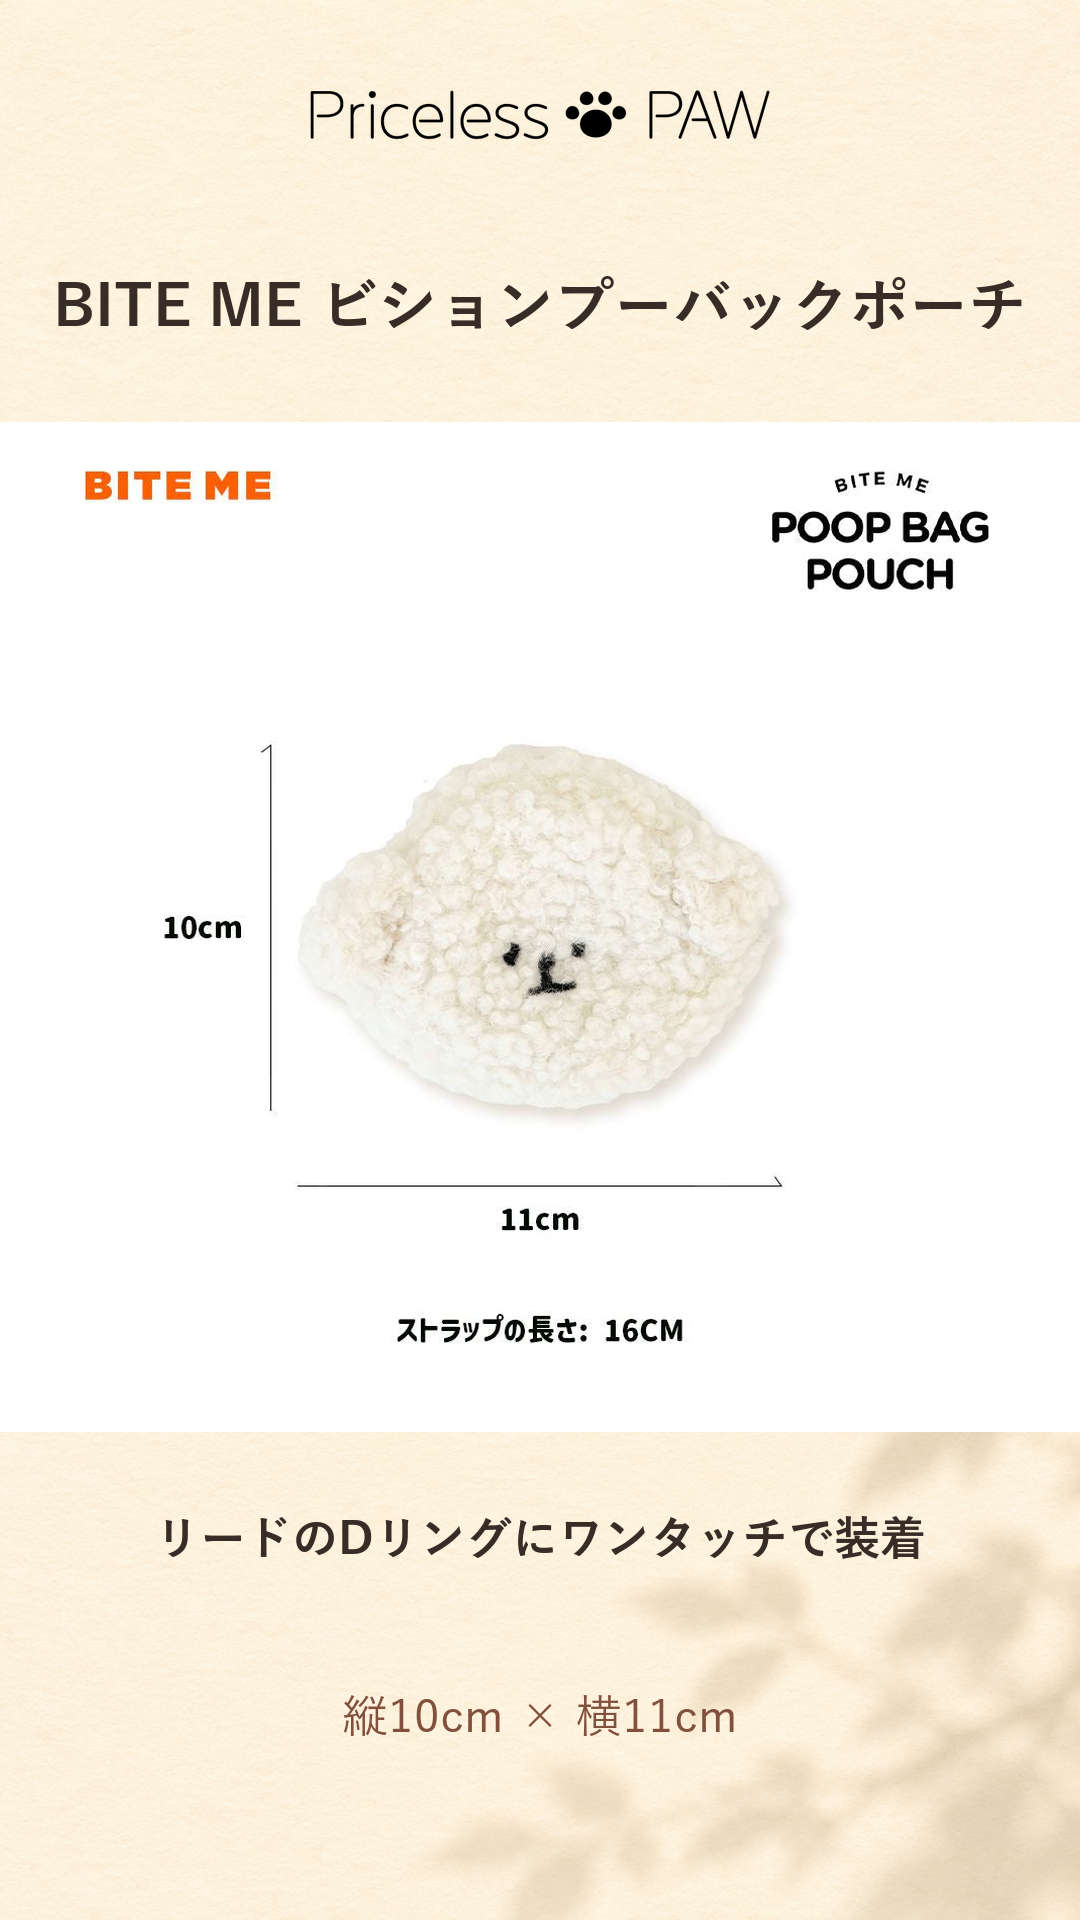 Priceless PAW
BITE ME ビションプーバックポーチ
BITE ME
BITE ME
POOP BAG
POUCH
10cm
11cm
ストラップの長さ: 16CM
リードのDリングにワンタッチで装着
縦10cm × 横11cm